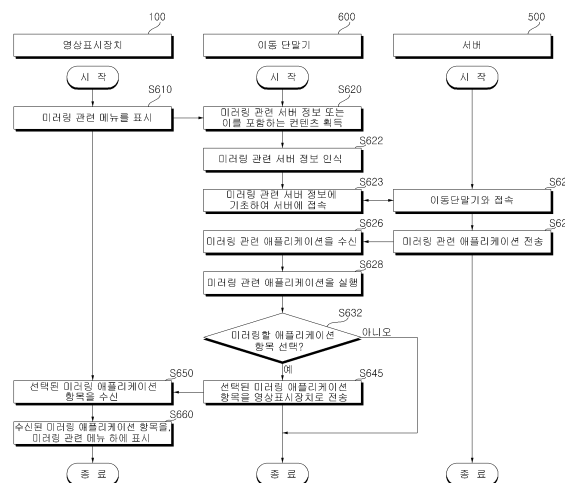 100
600
500
영상표시장치
이동 단말기
서버
시 작
시 작
시 작
S610
미러링 관련 메뉴를 표시
S620
미러링 관련 서버 정보 또는
이를 포함하는 컨텐츠 획득
S622
미러링 관련 서버 정보 인식
S623
미러링 관련 서버 정보에
기초하여 서버에 접속
이동단말기와 접속
S626
미러링 관련 애플리케이션을 수신
미러링 관련 애플리케이션 전송
S628
미러링 관련 애플리케이션을 실행
S632
미러링할 애플리케이션
항목 선택?
아니오
예
S650
선택된 미러링 애플리케이션
항목을 수신
S645
선택된 미러링 애플리케이션
항목을 영상표시장치로 전송
S660
수신된 미러링 애플리케이션 항목을,
미러링 관련 메뉴 하에 표시
종 료
종 료
종 료